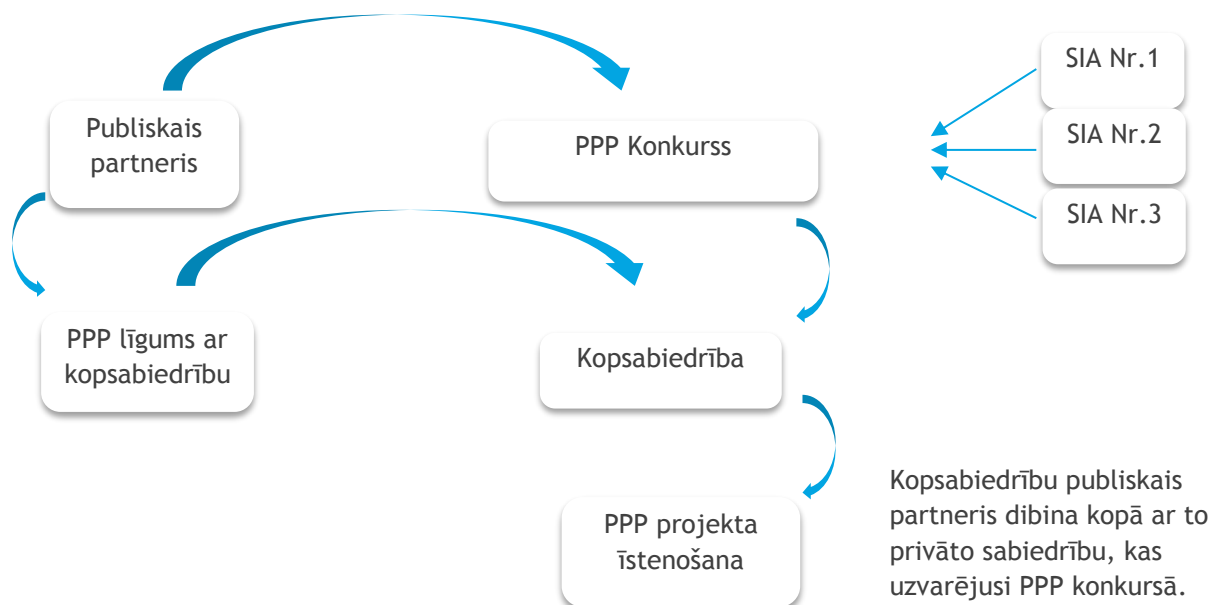 SIA Nr.1
Publiskais
partneris
PPP Konkurss
SIA Nr.2
SIA Nr.3
PPP līgums ar
kopsabiedrību
Kopsabiedrība
PPP projekta
īstenošana
Kopsabiedrību publiskais
partneris dibina kopā ar to
privāto sabiedrību, kas
uzvarējusi PPP konkursā.